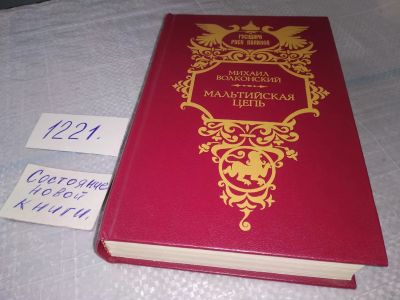 ГОСУДАРИ
РУСИ ВЕЛИКОЙ
МИХАИЛ
ВОЛКОНСКИЙ
МАЛЬТИЙСКАЯ
ЦЕПЬ
1221.
Состояние
новой
книги.